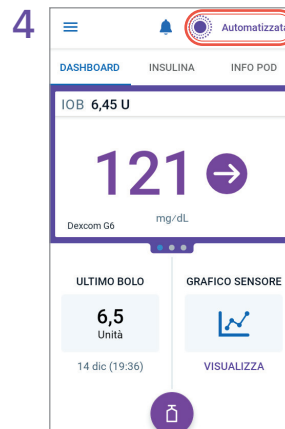 4
Automatizzata
DASHBOARD INSULINA INFO POD
IOB 6,45 U
121
Dexcom G6 mg/dL
ULTIMO BOLO GRAFICO SENSORE
6,5
Unità
14 dic (19:36) VISUALIZZA